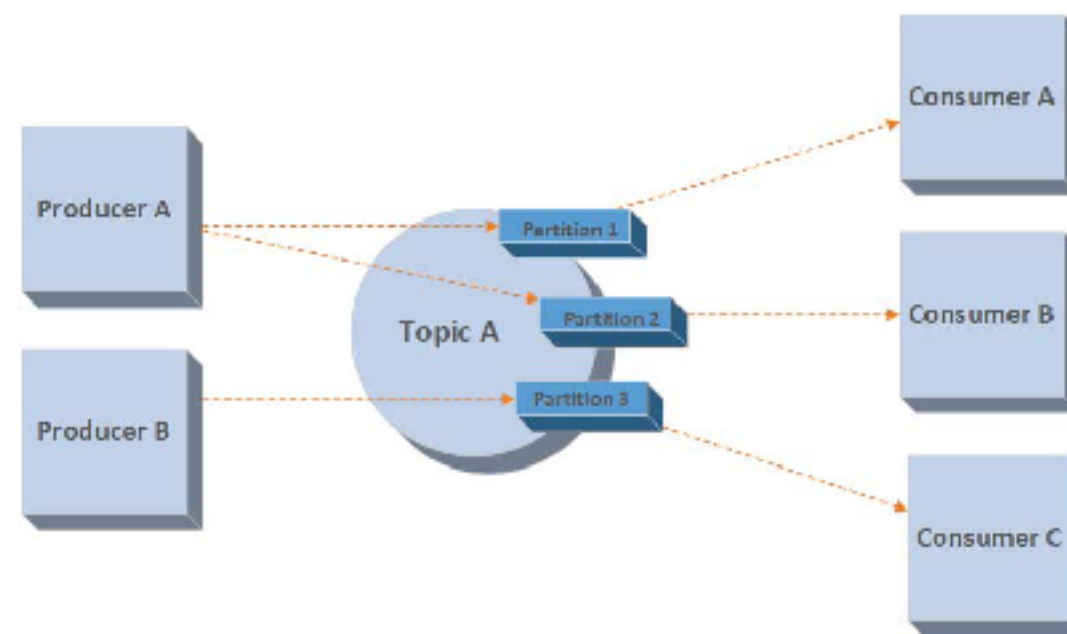 Producer A
Producer B
Topic A
Partition 1
Partition 2
Partition 3
Consumer A
Consumer B
Consumer C